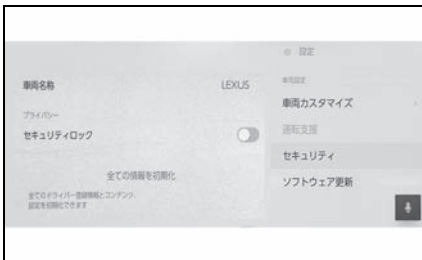 設定
車両名称 LEXUS
プライバシー
セキュリティロック
全ての情報を初期化
全てのドライバー登録情報とコンテンツ、
設定を初期化できます
車両設定
車両カスタマイズ
運転支援
セキュリティ
ソフトウェア更新